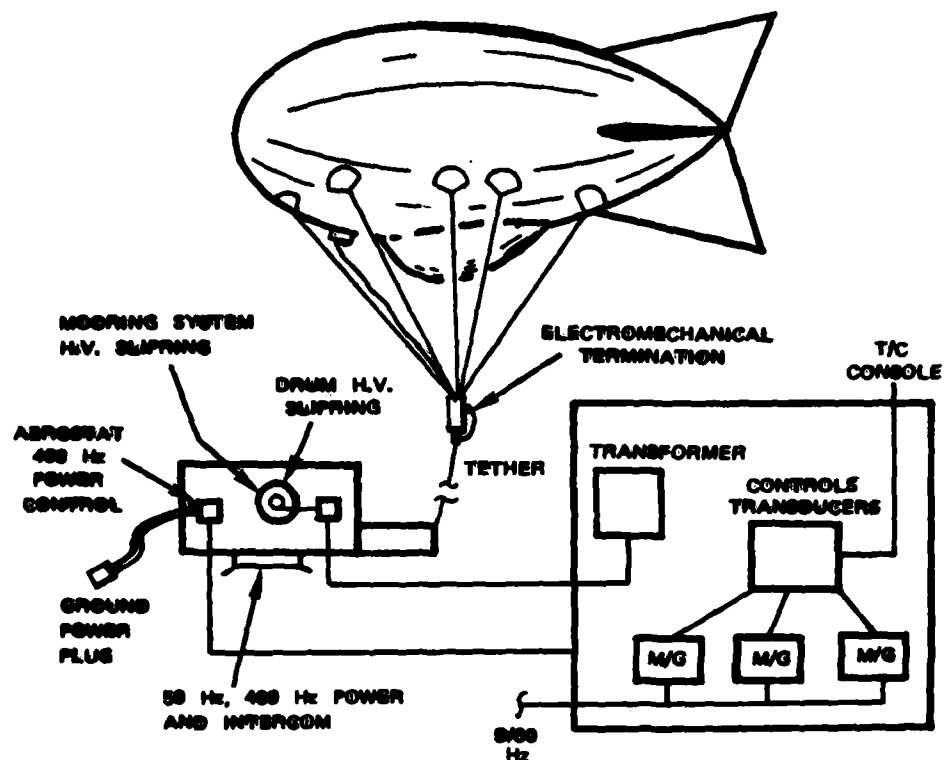 MOORING SYSTEM
H.V. SLIPRING
DRUM H.V.
SLIPRING
ELECTROMECHANICAL
TERMINATION
T/C
CONSOLE
AEROSTAT
400 Hz
POWER
CONTROL
TETHER
TRANSFORMER
CONTROLS
TRANSDUCERS
GROUND
POWER
PLUG
M/G
M/G
M/G
50 Hz, 400 Hz POWER
AND INTERCOM
Hz